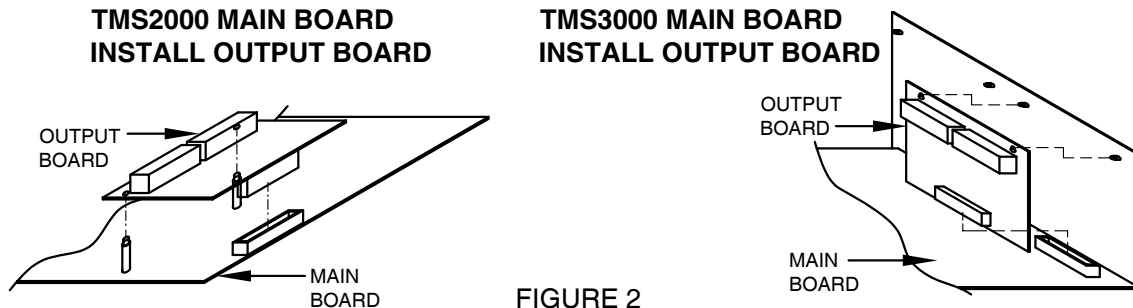 TMS2000 MAIN BOARD
INSTALL OUTPUT BOARD
OUTPUT
BOARD
MAIN
BOARD
TMS3000 MAIN BOARD
INSTALL OUTPUT BOARD
OUTPUT
BOARD
MAIN
BOARD
FIGURE 2